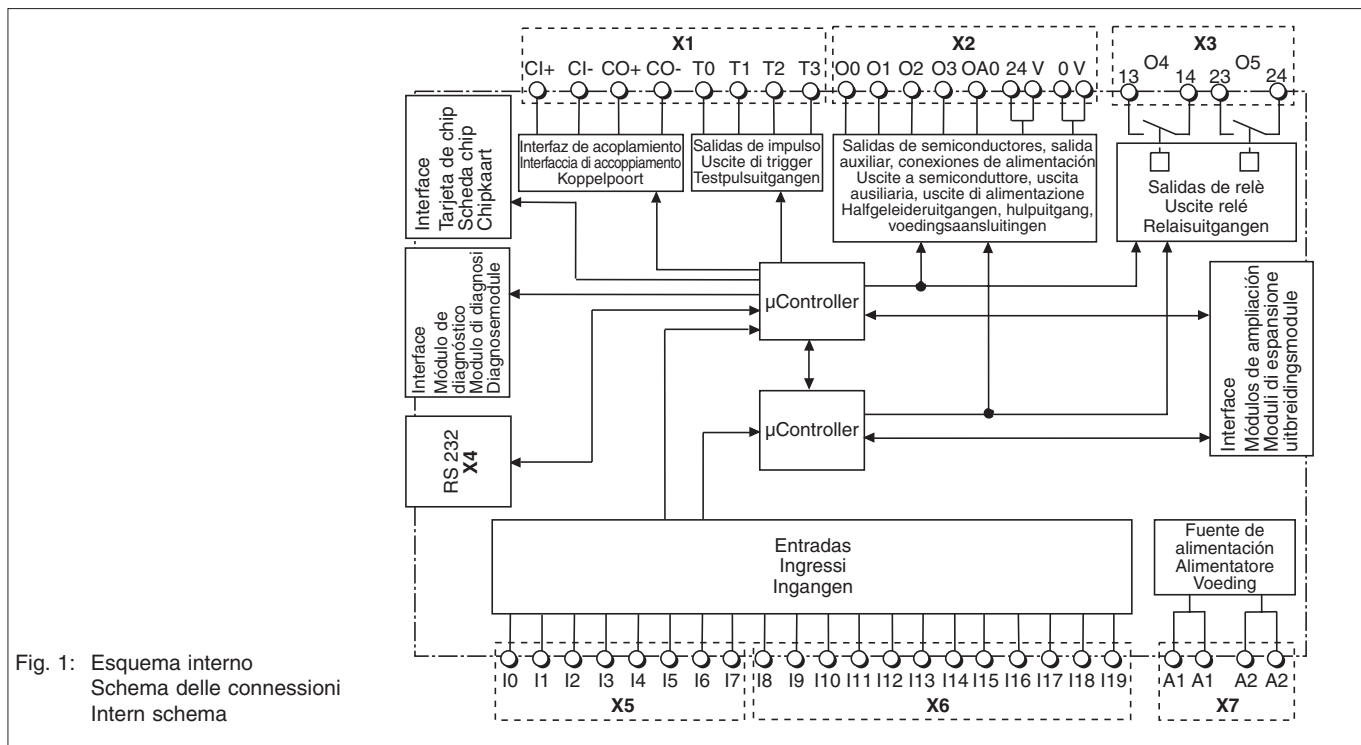 X1
X2
X3
CI+ CI- CO+ CO- T0 T1 T2 T3
O0 O1 O2 O3 OA0 24 V 0 V
O4 O5
13 14 23 24
Interface
Tarjeta de chip
Scheda chip
Chipkaart
Interfaz de acoplamiento
Interfaccia di accoppiamento
Koppelpoort
Salidas de impulso
Uscite di trigger
Testpulsuitgangen
Salidas de semiconductores, salida
auxiliar, conexiones de alimentación
Uscite a semiconduttore, uscita
ausiliaria, uscite di alimentazione
Halfgeleideruitgangen, hulpuitgang,
voedingsaansluitingen
Salidas de relè
Uscite relé
Relaisuitgangen
Interface
Módulo de
diagnóstico
Modulo di diagnosi
Diagnosemodule
µController
µController
Interface
Módulos de ampliación
Moduli di espansione
uitbreidingsmodule
RS 232
X4
Entradas
Ingressi
Ingangen
Fuente de
alimentación
Alimentatore
Voeding
I0 I1 I2 I3 I4 I5 I6 I7
I8 I9 I10 I11 I12 I13 I14 I15 I16 I17 I18 I19
A1 A1 A2 A2
X5
X6
X7
Fig. 1: Esquema interno
Schema delle connessioni
Intern schema